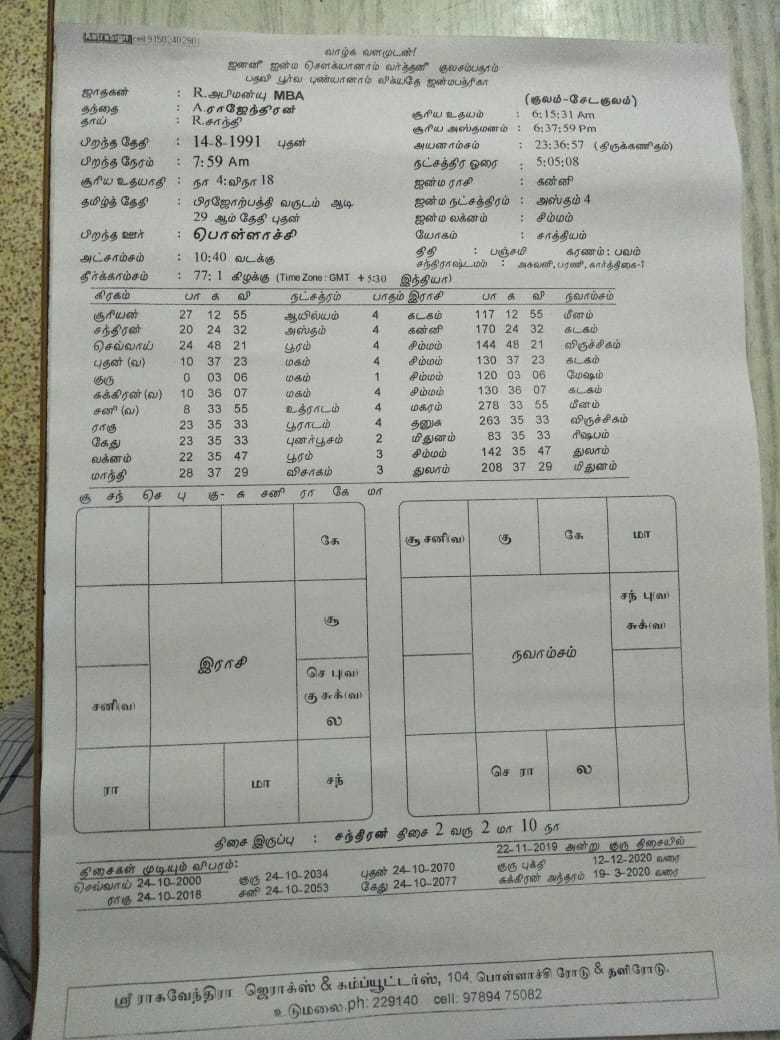 Astrasign cell 9150240290
வாழ்க வளமுடன்!
ஜனனீ ஜன்ம சௌக்யானாம் வர்த்தனீ குலசம்பதாம்
பதவி பூர்வ புண்யானாம் லிக்யதே ஜன்மபத்ரிகா
ஜாதகன் : R.அபிமன்யு MBA (குலம்-சேடகுலம்)
தந்தை : A.ராஜேந்திரன் சூரிய உதயம் : 6:15:31 Am
தாய் : R.சாந்தி சூரிய அஸ்தமனம் : 6:37:59 Pm
பிறந்த தேதி : 14-8-1991 புதன் அயனாம்சம் : 23:36:57 (திருக்கணிதம்)
பிறந்த நேரம் : 7:59 Am நட்சத்திர ஓரை : 5:05:08
சூரிய உதயாதி : நா 4:விநா 18 ஜன்ம ராசி : கன்னி
தமிழ்த் தேதி : பிரஜோற்பத்தி வருடம் ஆடி ஜன்ம நட்சத்திரம் : அஸ்தம் 4
29 ஆம் தேதி புதன் ஜன்ம லக்னம் : சிம்மம்
பிறந்த ஊர் : பொள்ளாச்சி யோகம் : சாத்தியம்
அட்சாம்சம் : 10:40 வடக்கு திதி : பஞ்சமி கரணம் : பவம்
சந்திராஷ்டமம் : அசுவனி, பரணி, கார்த்திகை-1
தீர்க்காம்சம் : 77: 1 கிழக்கு (Time Zone : GMT +5:30 இந்தியா)
கிரகம் பா க வி நட்சத்ரம் பாதம் இராசி பா க வி நவாம்சம்
சூரியன் 27 12 55 ஆயில்யம் 4 கடகம் 117 12 55 மீனம்
சந்திரன் 20 24 32 அஸ்தம் 4 கன்னி 170 24 32 கடகம்
செவ்வாய் 24 48 21 பூரம் 4 சிம்மம் 144 48 21 விருச்சிகம்
புதன் (வ) 10 37 23 மகம் 4 சிம்மம் 130 37 23 கடகம்
குரு 0 03 06 மகம் 1 சிம்மம் 120 03 06 மேஷம்
சுக்கிரன் (வ) 10 36 07 மகம் 4 சிம்மம் 130 36 07 கடகம்
சனி (வ) 8 33 55 உத்ராடம் 4 மகரம் 278 33 55 மீனம்
ராகு 23 35 33 பூராடம் 4 தனுசு 263 35 33 விருச்சிகம்
கேது 23 35 33 புனர்பூசம் 2 மிதுனம் 83 35 33 ரிஷபம்
லக்னம் 22 35 47 பூரம் 3 சிம்மம் 142 35 47 துலாம்
மாந்தி 28 37 29 விசாகம் 3 துலாம் 208 37 29 மிதுனம்
சூ சந் செ பு கு- சு சனி ரா கே மா
கே
சூ
இராசி
சனி(வ)
செ பு(வ)
கு சுக்(வ)
ல
ரா மா சந்
சூ சனி(வ) கு கே மா
சந் பு(வ)
சுக்(வ)
நவாம்சம்
செ ரா ல
திசை இருப்பு : சந்திரன் திசை 2 வரு 2 மா 10 நா
திசைகள் முடியும் விபரம்: 22-11-2019 அன்று குரு திசையில்
செவ்வாய் 24-10-2000 குரு 24-10-2034 புதன் 24-10-2070 குரு புக்தி 12-12-2020 வரை
ராகு 24-10-2018 சனி 24-10-2053 கேது 24-10-2077 சுக்கிரன் அந்தரம் 19- 3-2020 வரை
ஸ்ரீ ராகவேந்திரா ஜெராக்ஸ் & கம்ப்யூட்டர்ஸ், 104, பொள்ளாச்சி ரோடு & தளிரோடு,
உடுமலை.ph: 229140 cell: 97894 75082